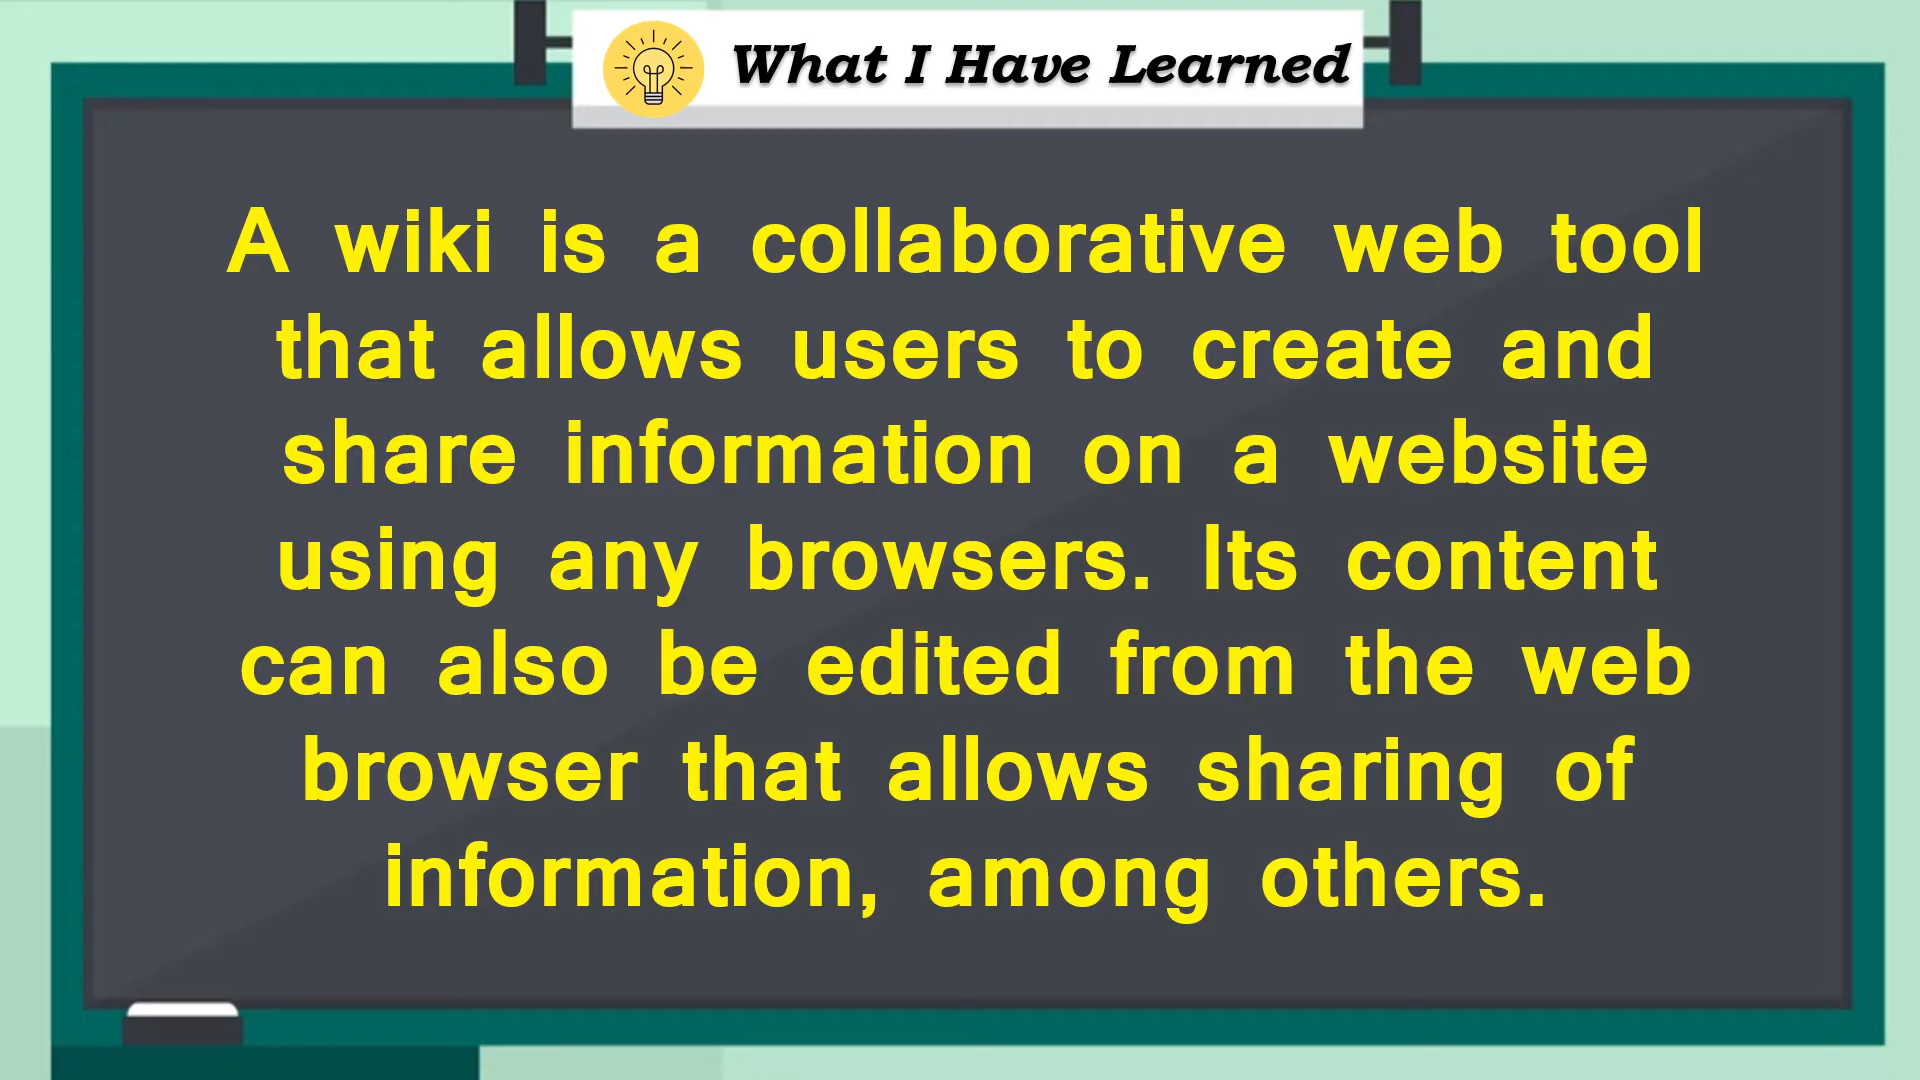 What I Have Learned
A wiki is a collaborative web tool
that allows users to create and
share information on a website
using any browsers. Its content
can also be edited from the web
browser that allows sharing of
information, among others.